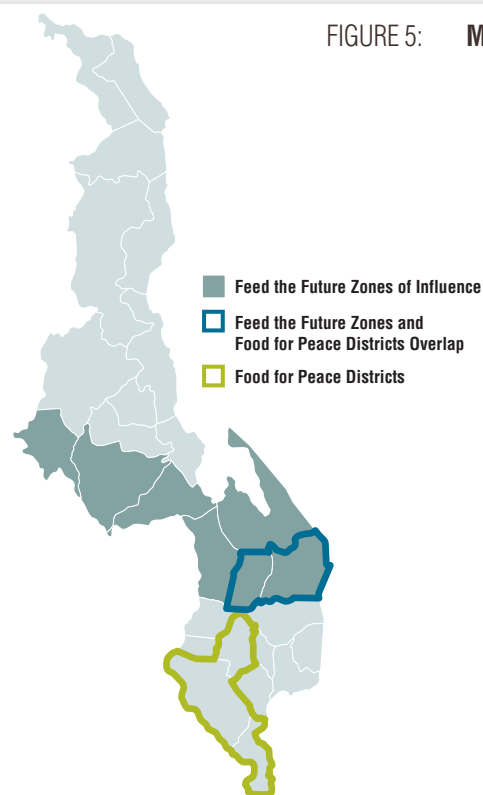 FIGURE 5:
Feed the Future Zones of Influence
Feed the Future Zones and
Food for Peace Districts Overlap
Food for Peace Districts